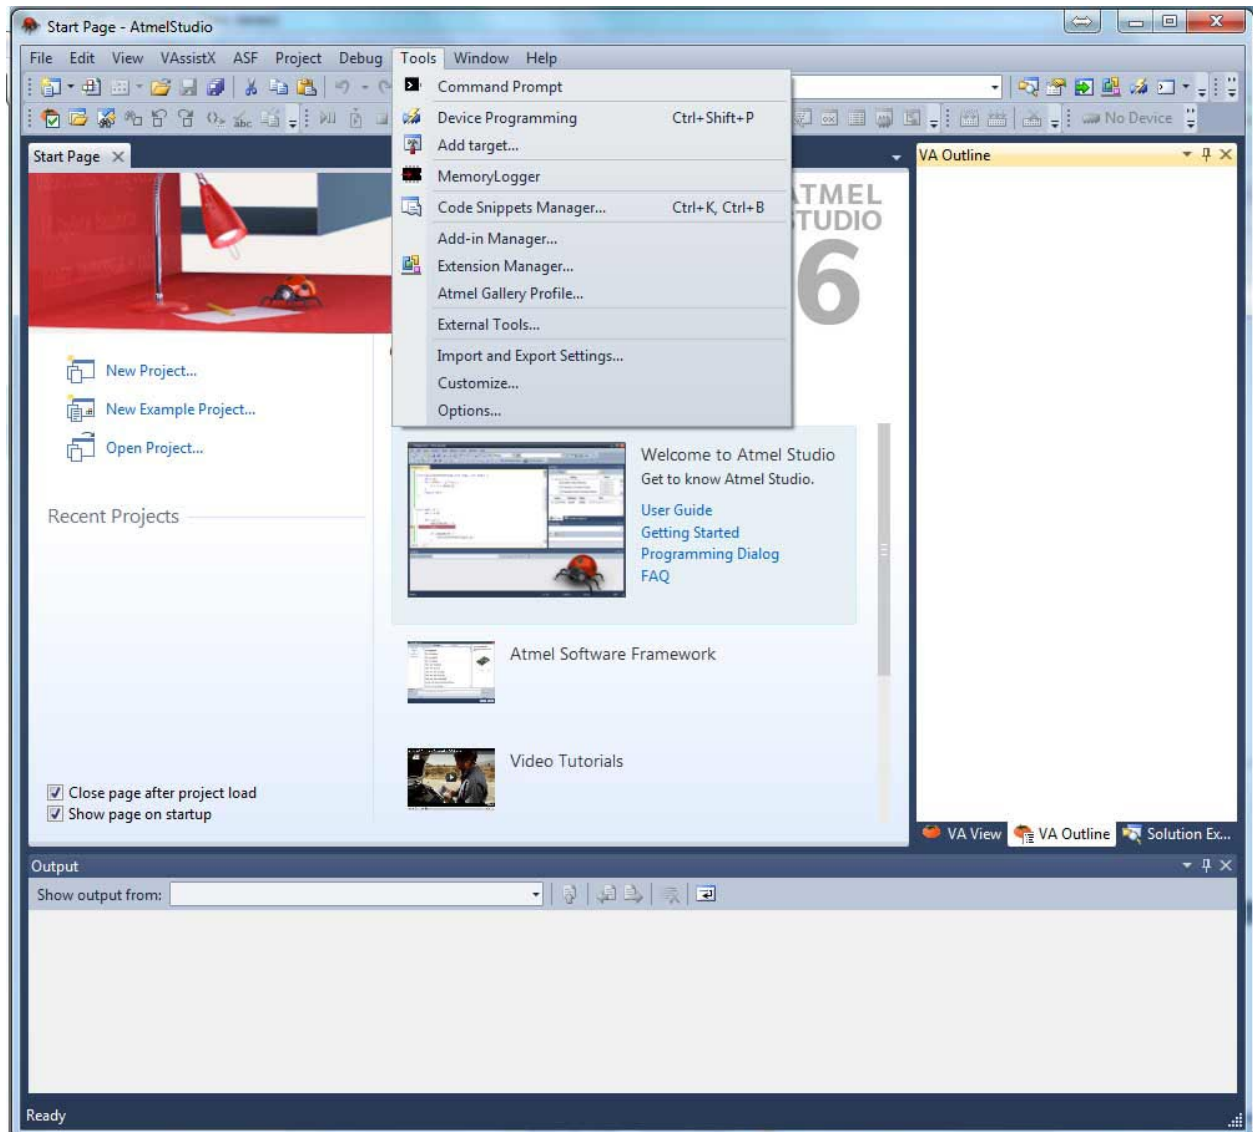 Start Page - AtmelStudio
File Edit View VAssistX ASF Project Debug Tools Window Help
No Device
Command Prompt
Device Programming Ctrl+Shift+P
Add target...
MemoryLogger
Code Snippets Manager... Ctrl+K, Ctrl+B
Add-in Manager...
Extension Manager...
Atmel Gallery Profile...
External Tools...
Import and Export Settings...
Customize...
Options...
Start Page
TMEL
TUDIO
6
New Project...
New Example Project...
Open Project...
Recent Projects
Welcome to Atmel Studio
Get to know Atmel Studio.
User Guide
Getting Started
Programming Dialog
FAQ
Atmel Software Framework
Video Tutorials
Close page after project load
Show page on startup
VA Outline
VA View VA Outline Solution Ex...
Output
Show output from:
Ready